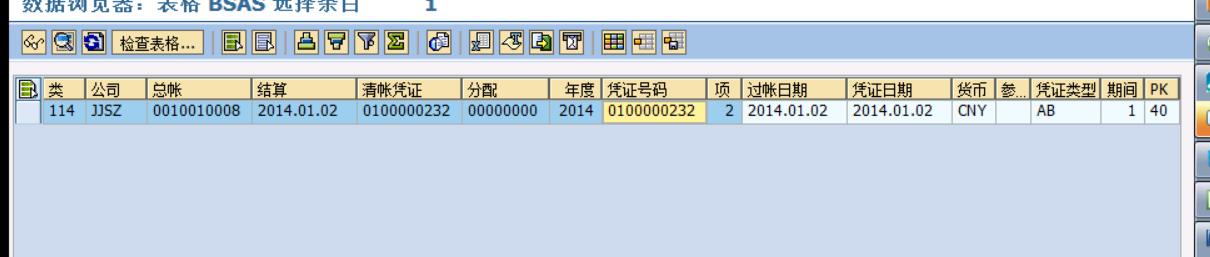 数据浏览器：表格 BSAS 选择条目 1
检查表格...
类 公司 总帐 结算 清帐凭证 分配 年度 凭证号码 项 过帐日期 凭证日期 货币 参... 凭证类型 期间 PK
114 JJSZ 0010010008 2014.01.02 0100000232 00000000 2014 0100000232 2 2014.01.02 2014.01.02 CNY AB 1 40